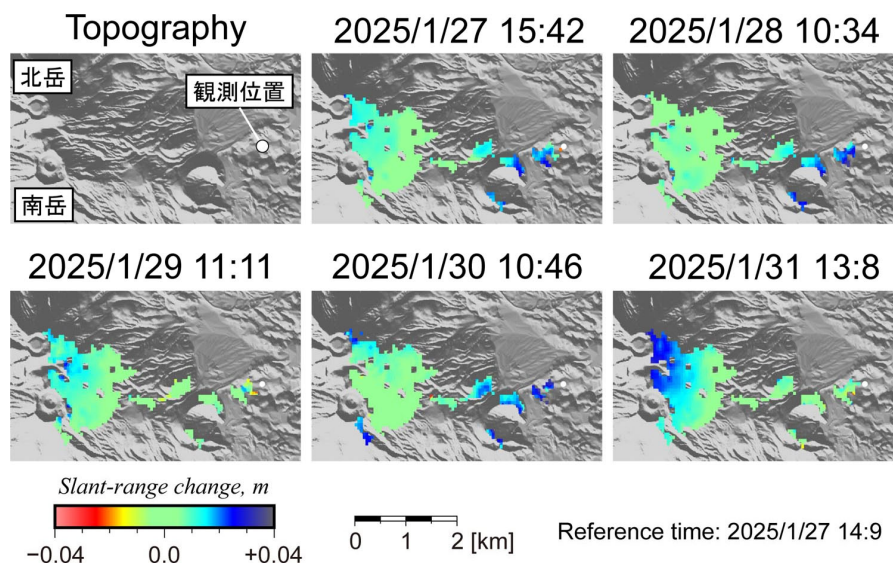 Topography
2025/1/27 15:42
2025/1/28 10:34
北岳
観測位置
南岳
2025/1/29 11:11
2025/1/30 10:46
2025/1/31 13:8
Slant-range change, m
−0.04
0.0
+0.04
0 1 2 [km]
Reference time: 2025/1/27 14:9